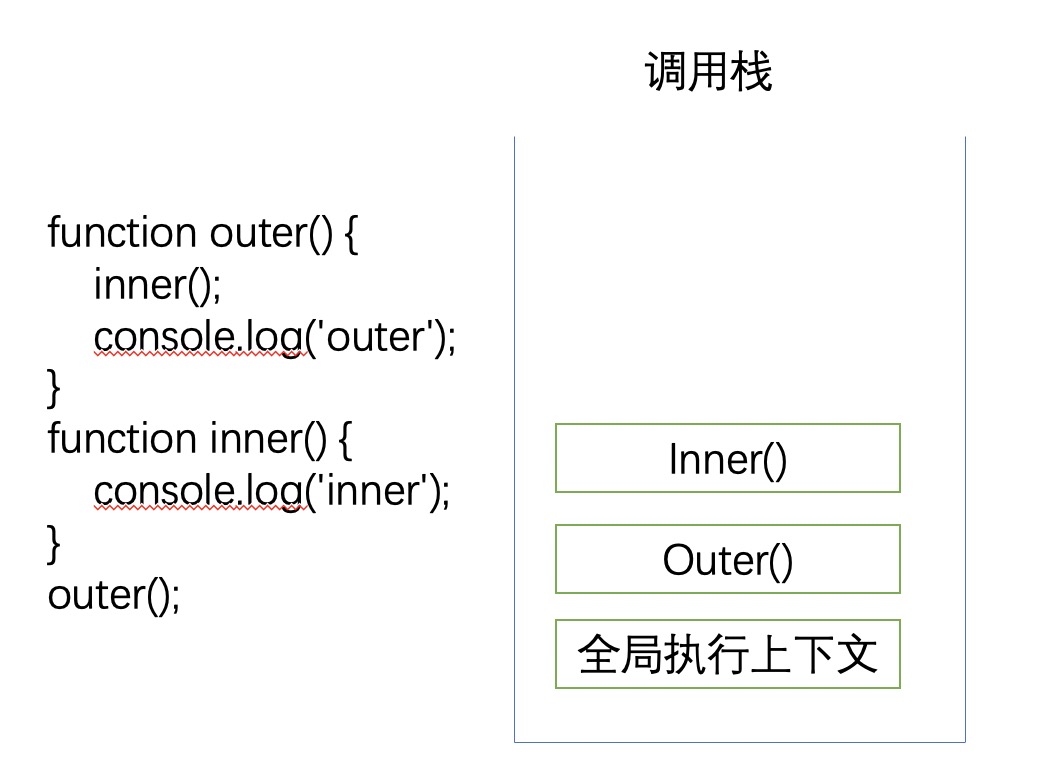 调用栈
function outer() {
inner();
console.log('outer');
}
function inner() {
console.log('inner');
}
outer();
Inner()
Outer()
全局执行上下文